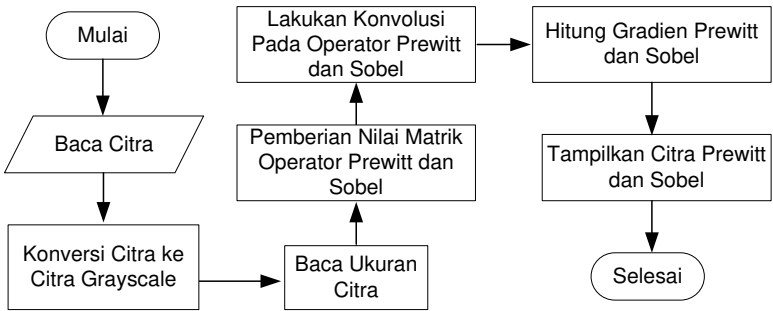 Mulai
Baca Citra
Konversi Citra ke
Citra Grayscale
Baca Ukuran
Citra
Pemberian Nilai Matrik
Operator Prewitt dan
Sobel
Lakukan Konvolusi
Pada Operator Prewitt
dan Sobel
Hitung Gradien Prewitt
dan Sobel
Tampilkan Citra Prewitt
dan Sobel
Selesai